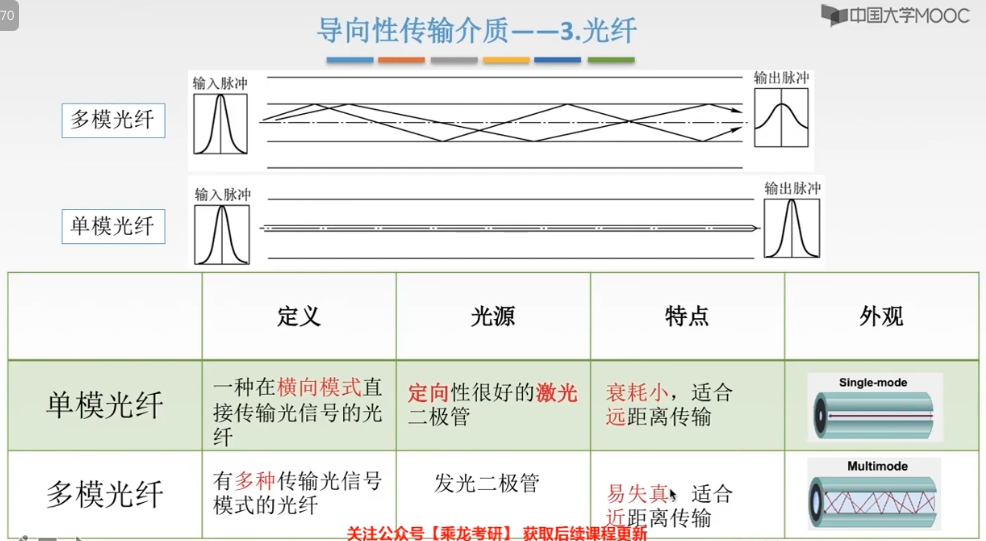 70
中国大学MOOC
导向性传输介质——3.光纤
输入脉冲
输出脉冲
多模光纤
输入脉冲
输出脉冲
单模光纤
定义
光源
特点
外观
单模光纤
一种在横向模式直
接传输光信号的光
纤
定向性很好的激光
二极管
衰耗小，适合
远距离传输
Single-mode
多模光纤
有多种传输光信号
模式的光纤
发光二极管
易失真，适合
近距离传输
Multimode
关注公众号【乘龙考研】 获取后续课程更新